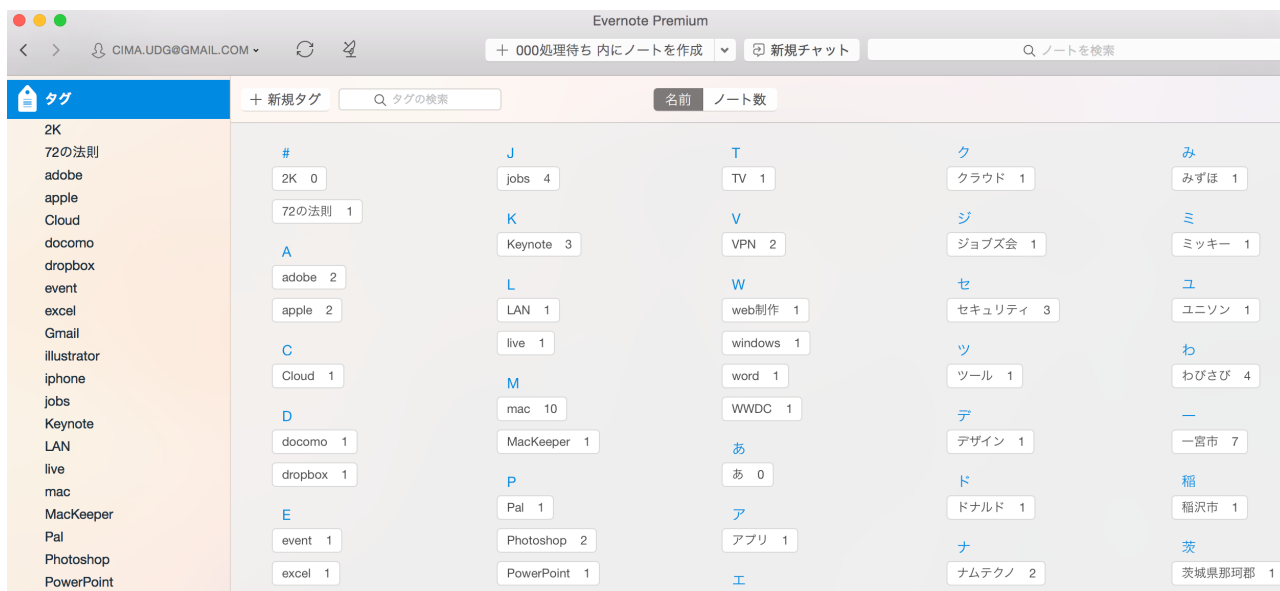 Evernote Premium
CIMA.UDG@GMAIL.COM
000処理待ち 内にノートを作成
新規チャット
ノートを検索
タグ
新規タグ
タグの検索
名前
ノート数
2K
72の法則
adobe
apple
Cloud
docomo
dropbox
event
excel
Gmail
illustrator
iphone
jobs
Keynote
LAN
live
mac
MacKeeper
Pal
Photoshop
PowerPoint
#
2K 0
72の法則 1
A
adobe 2
apple 2
C
Cloud 1
D
docomo 1
dropbox 1
E
event 1
excel 1
J
jobs 4
K
Keynote 3
L
LAN 1
live 1
M
mac 10
MacKeeper 1
P
Pal 1
Photoshop 2
PowerPoint 1
T
TV 1
V
VPN 2
W
web制作 1
windows 1
word 1
WWDC 1
あ
あ 0
ア
アプリ 1
エ
ク
クラウド 1
ジ
ジョブズ会 1
セ
セキュリティ 3
ツ
ツール 1
デ
デザイン 1
ド
ドナルド 1
ナ
ナムテクノ 2
み
みずほ 1
ミ
ミッキー 1
ユ
ユニソン 1
わ
わびさび 4
一
一宮市 7
稲
稲沢市 1
茨
茨城県那珂郡 1